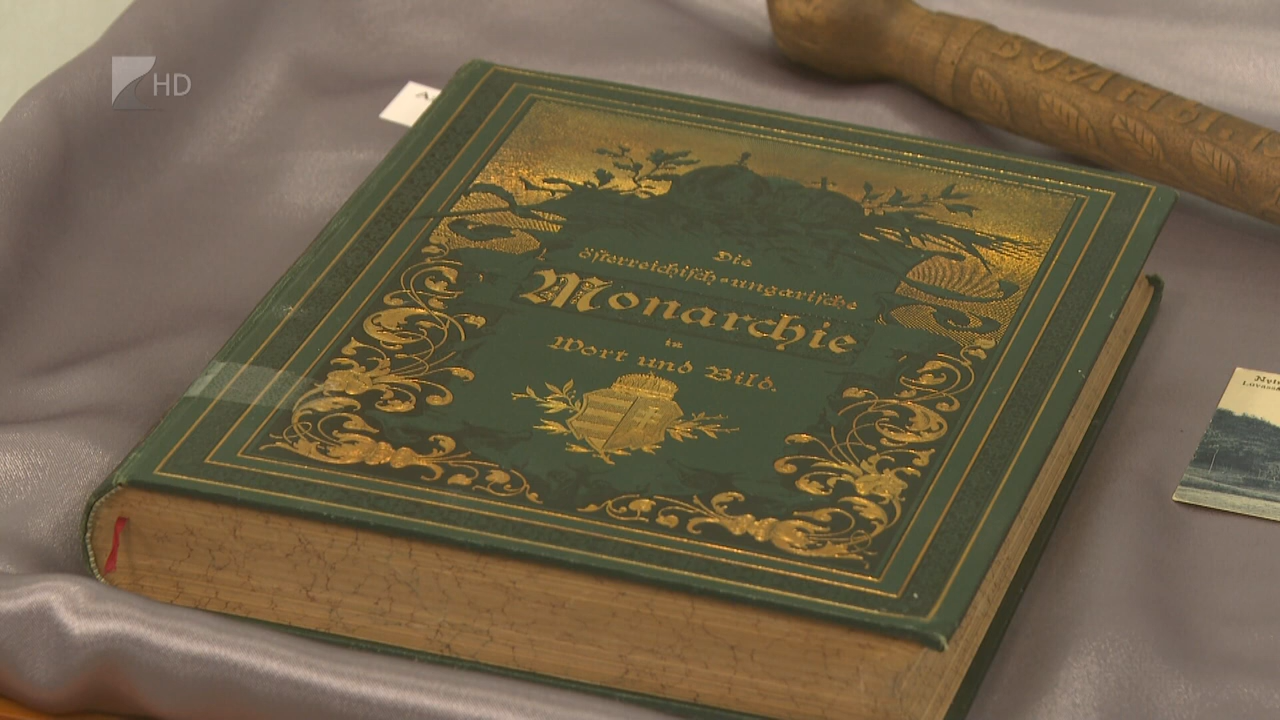 HD
Die
österreichisch-ungarische
Monarchie
in
Wort und Bild.